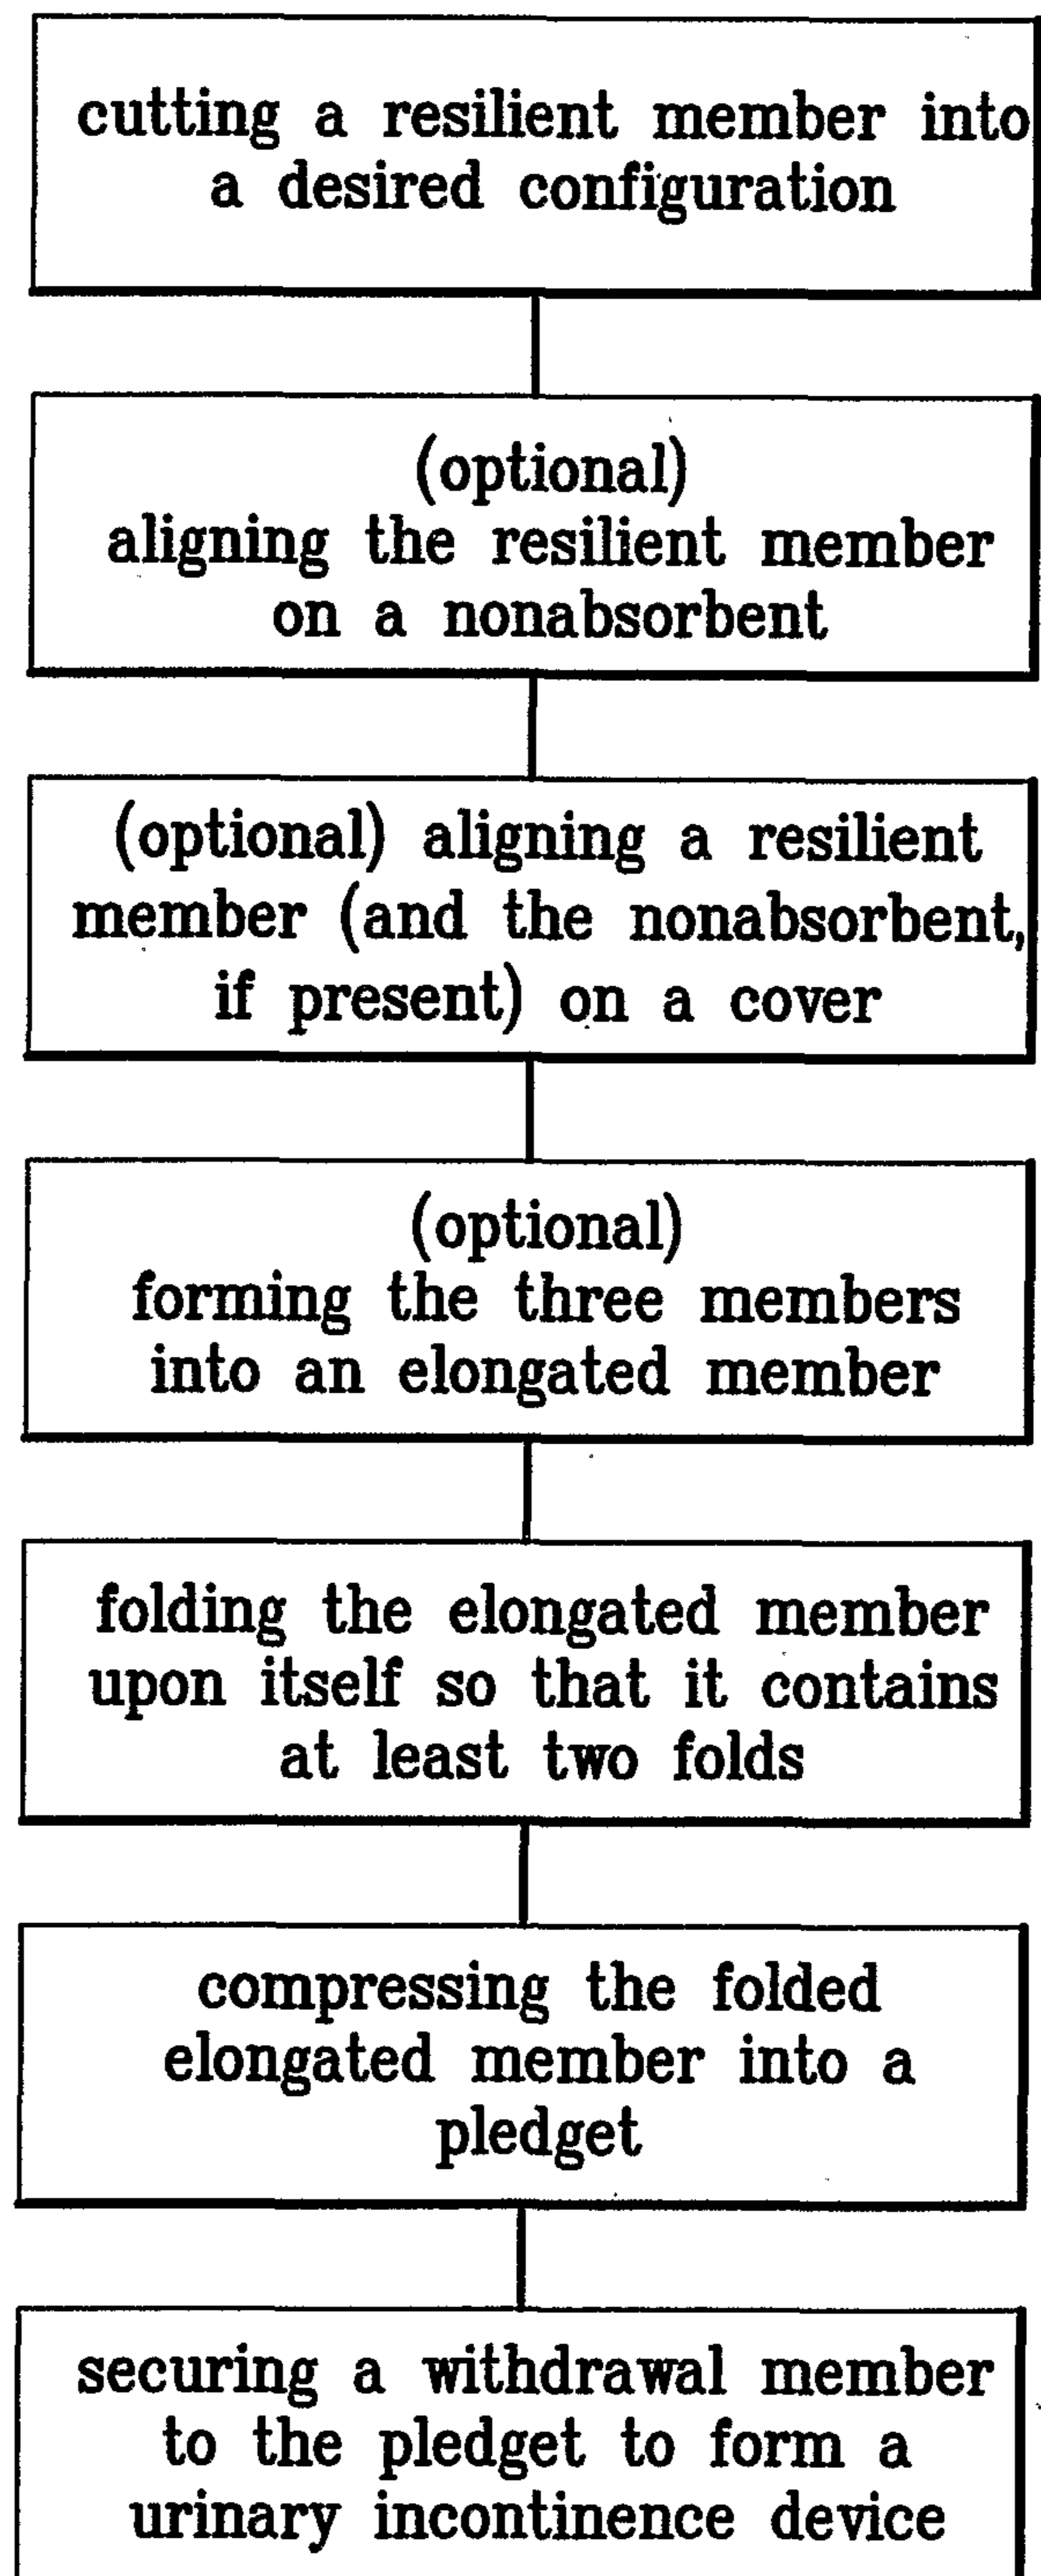 cutting a resilient member into
a desired configuration
(optional)
aligning the resilient member
on a nonabsorbent
(optional) aligning a resilient
member (and the nonabsorbent,
if present) on a cover
(optional)
forming the three members
into an elongated member
folding the elongated member
upon itself so that it contains
at least two folds
compressing the folded
elongated member into a
pledget
securing a withdrawal member
to the pledget to form a
urinary incontinence device